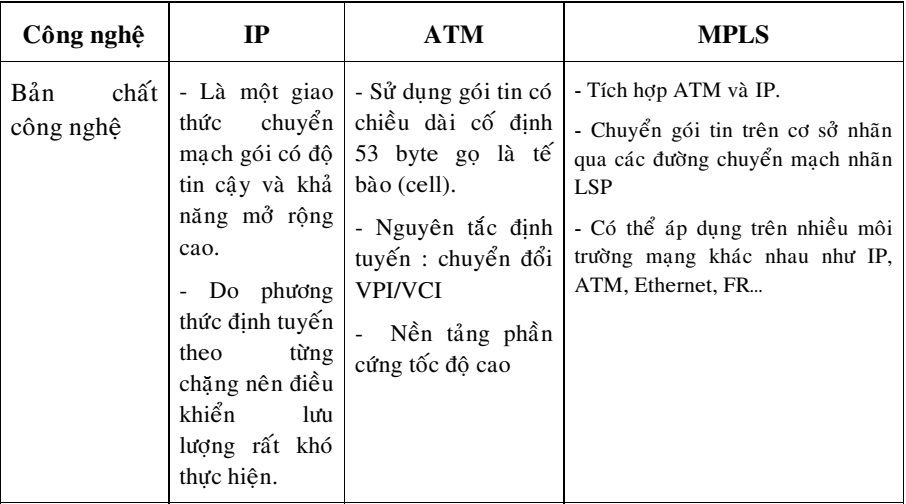 Công nghệ
IP
ATM
MPLS
Bản chất
công nghệ
- Là một giao
thức chuyển
mạch gói có độ
tin cậy và khả
năng mở rộng
cao.
- Do phương
thức định tuyến
theo từng
chặng nên điều
khiển lưu
lượng rất khó
thực hiện.
- Sử dụng gói tin có
chiều dài cố định
53 byte gọ là tế
bào (cell).
- Nguyên tắc định
tuyến : chuyển đổi
VPI/VCI
- Nền tảng phần
cứng tốc độ cao
- Tích hợp ATM và IP.
- Chuyển gói tin trên cơ sở nhãn
qua các đường chuyển mạch nhãn
LSP
- Có thể áp dụng trên nhiều môi
trường mạng khác nhau như IP,
ATM, Ethernet, FR…